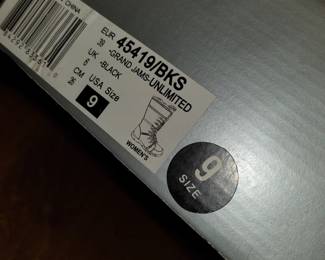 CHINA
45419/BKS
-GRAND JAMS-UNLIMITED
-BLACK
EUR
39
UK
6
CM
USA Size
9
WOMEN'S
9
SIZE